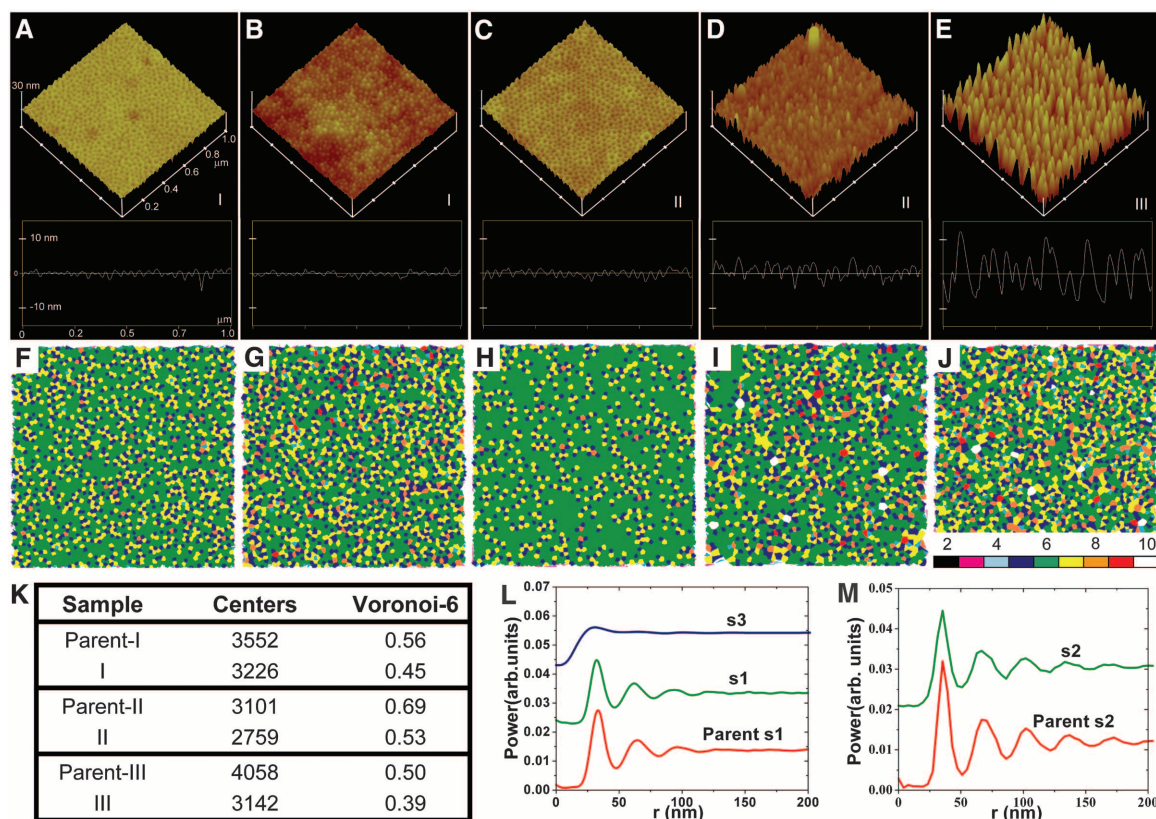 A
B
C
D
E
30 nm
1.0
0.8
μm
0.6
0.4
0.2
I
I
II
II
III
10 nm
0
-10 nm
μm
0 0.2 0.5 0.7 1.0
F
G
H
I
J
2 4 6 8 10
K
Sample Centers Voronoi-6
Parent-I 3552 0.56
I 3226 0.45
Parent-II 3101 0.69
II 2759 0.53
Parent-III 4058 0.50
III 3142 0.39
L
Power(arb.units)
0.07
0.06
0.05
0.04
0.03
0.02
0.01
0.00
s3
s1
Parent s1
0 50 100 150 200
r (nm)
M
Power(arb. units)
0.05
0.04
0.03
0.02
0.01
0.00
s2
Parent s2
0 50 100 150 200
r (nm)